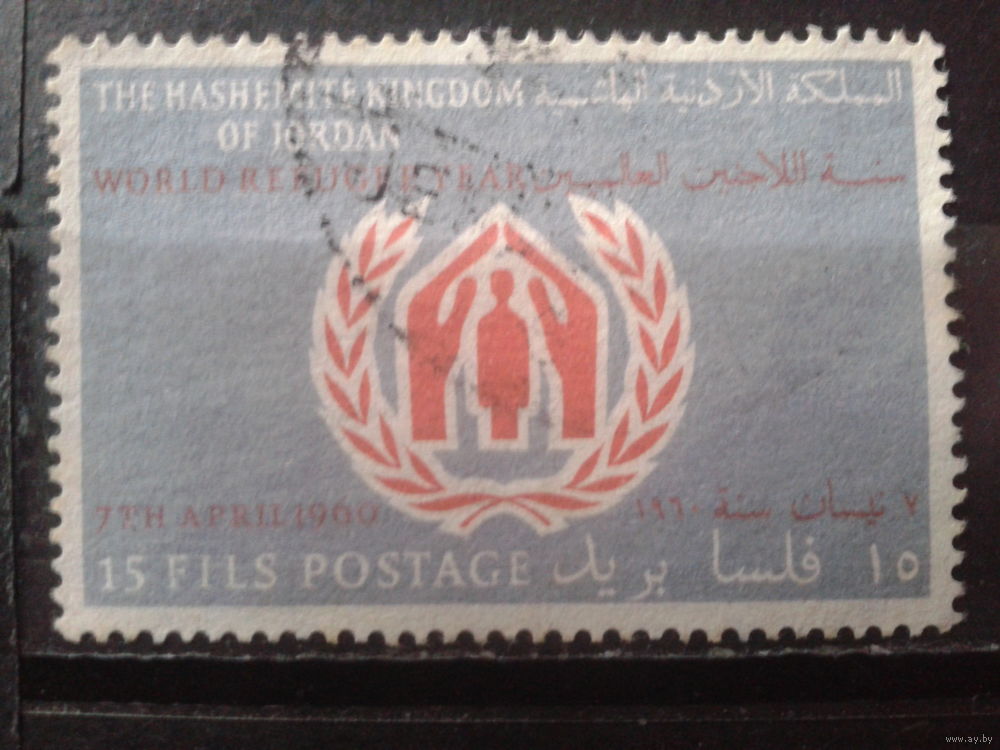 THE HASHEMITE KINGDOM المملكة الاردنية الهاشمية
OF JORDAN
WORLD REFUGEE YEAR سنة اللاجئين العالمية
7TH APRIL 1960 ٧ نيسان سنة ١٩٦٠
15 FILS POSTAGE ١٥ فلسا بريد
www.ay.by